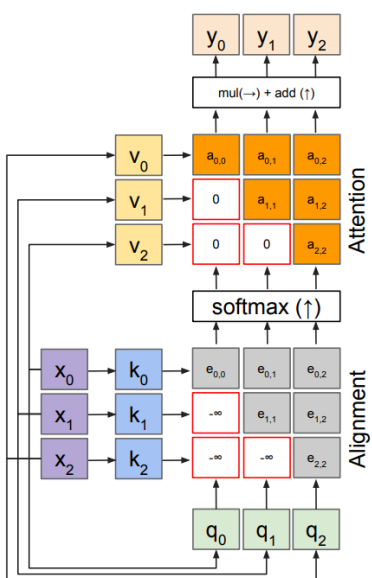 y0 y1 y2
mul(→) + add (↑)
v0 a0,0 a0,1 a0,2
v1 0 a1,1 a1,2
v2 0 0 a2,2
Attention
softmax (↑)
x0 k0 e0,0 e0,1 e0,2
x1 k1 -∞ e1,1 e1,2
x2 k2 -∞ -∞ e2,2
Alignment
q0 q1 q2